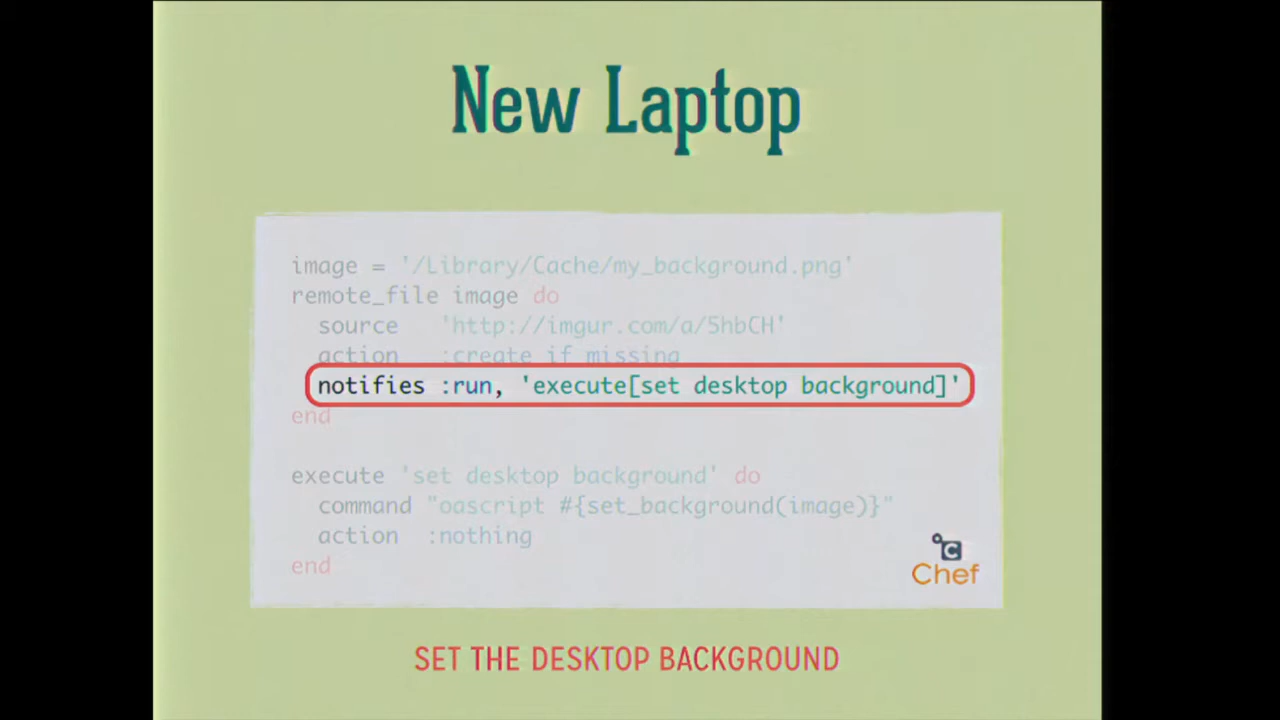 New Laptop
image = '/Library/Cache/my_background.png'
remote_file image do
  source   'http://imgur.com/a/5hbCH'
  action   :create_if_missing
  notifies :run, 'execute[set desktop background]'
end
execute 'set desktop background' do
  command "oascript #{set_background(image)}"
  action  :nothing
end
Chef
SET THE DESKTOP BACKGROUND